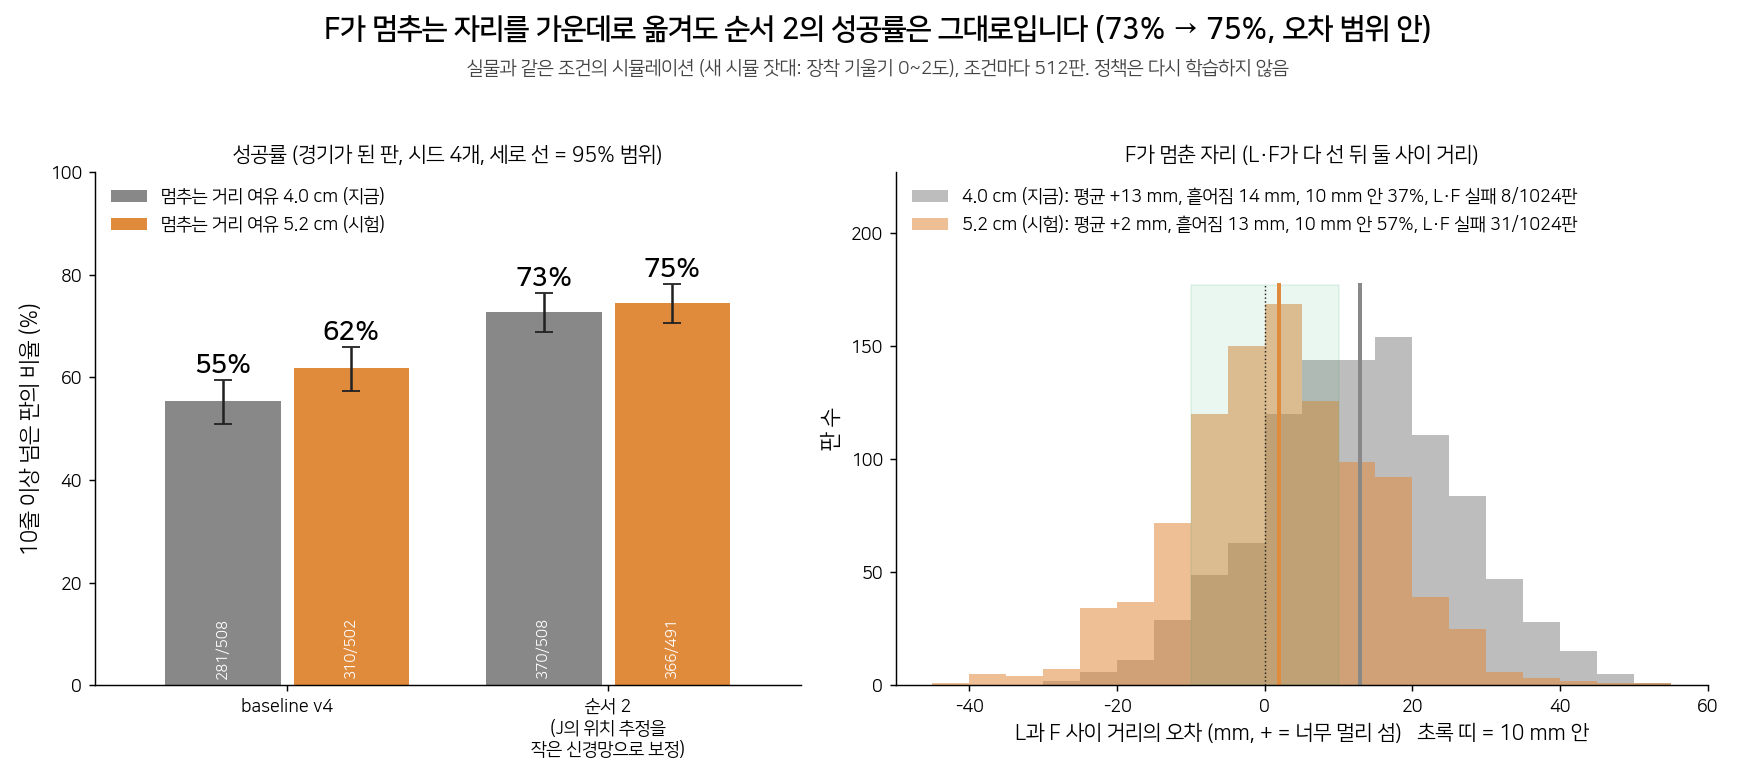 F가 멈추는 자리를 가운데로 옮겨도 순서 2의 성공률은 그대로입니다 (73% → 75%, 오차 범위 안)
실물과 같은 조건의 시뮬레이션 (새 시뮬 잣대: 장착 기울기 0~2도), 조건마다 512판. 정책은 다시 학습하지 않음
성공률 (경기가 된 판, 시드 4개, 세로 선 = 95% 범위)
10줄 이상 넘은 판의 비율 (%)
100
80
60
40
20
0
멈추는 거리 여유 4.0 cm (지금)
멈추는 거리 여유 5.2 cm (시험)
55%
62%
73%
75%
281/508
310/502
370/508
366/491
baseline v4
순서 2
(J의 위치 추정을
작은 신경망으로 보정)
F가 멈춘 자리 (L·F가 다 선 뒤 둘 사이 거리)
4.0 cm (지금): 평균 +13 mm, 흩어짐 14 mm, 10 mm 안 37%, L·F 실패 8/1024판
5.2 cm (시험): 평균 +2 mm, 흩어짐 13 mm, 10 mm 안 57%, L·F 실패 31/1024판
판 수
200
150
100
50
0
-40
-20
0
20
40
60
L과 F 사이 거리의 오차 (mm, + = 너무 멀리 섬) 초록 띠 = 10 mm 안